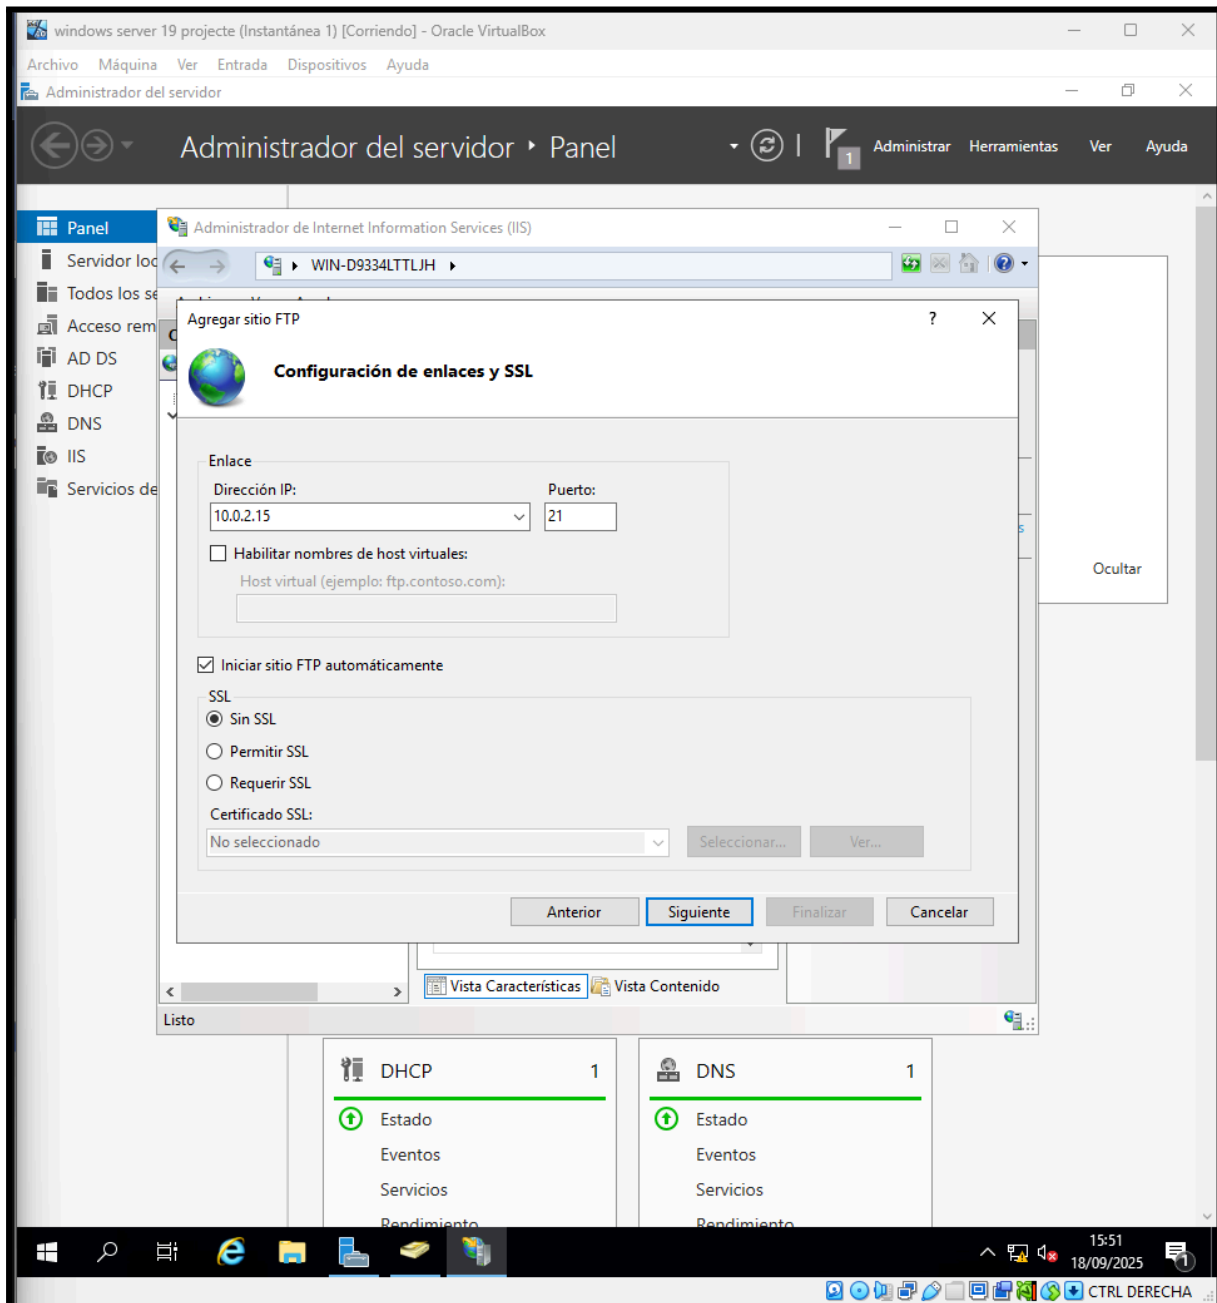 windows server 19 projecte (Instantánea 1) [Corriendo] - Oracle VirtualBox
Archivo Máquina Ver Entrada Dispositivos Ayuda
Administrador del servidor
Administrador del servidor Panel
1 Administrar Herramientas Ver Ayuda
Panel
Servidor loc
Todos los se
Acceso rem
AD DS
DHCP
DNS
IIS
Servicios de
Administrador de Internet Information Services (IIS)
WIN-D9334LTTLJH
Agregar sitio FTP ?
Configuración de enlaces y SSL
Enlace
Dirección IP: Puerto:
10.0.2.15 21
Habilitar nombres de host virtuales:
Host virtual (ejemplo: ftp.contoso.com):
Iniciar sitio FTP automáticamente
SSL
Sin SSL
Permitir SSL
Requerir SSL
Certificado SSL:
No seleccionado Seleccionar... Ver...
Anterior Siguiente Finalizar Cancelar
Ocultar
Vista Características Vista Contenido
Listo
DHCP 1
Estado
Eventos
Servicios
Rendimiento
DNS 1
Estado
Eventos
Servicios
Rendimiento
15:51
18/09/2025
1
CTRL DERECHA